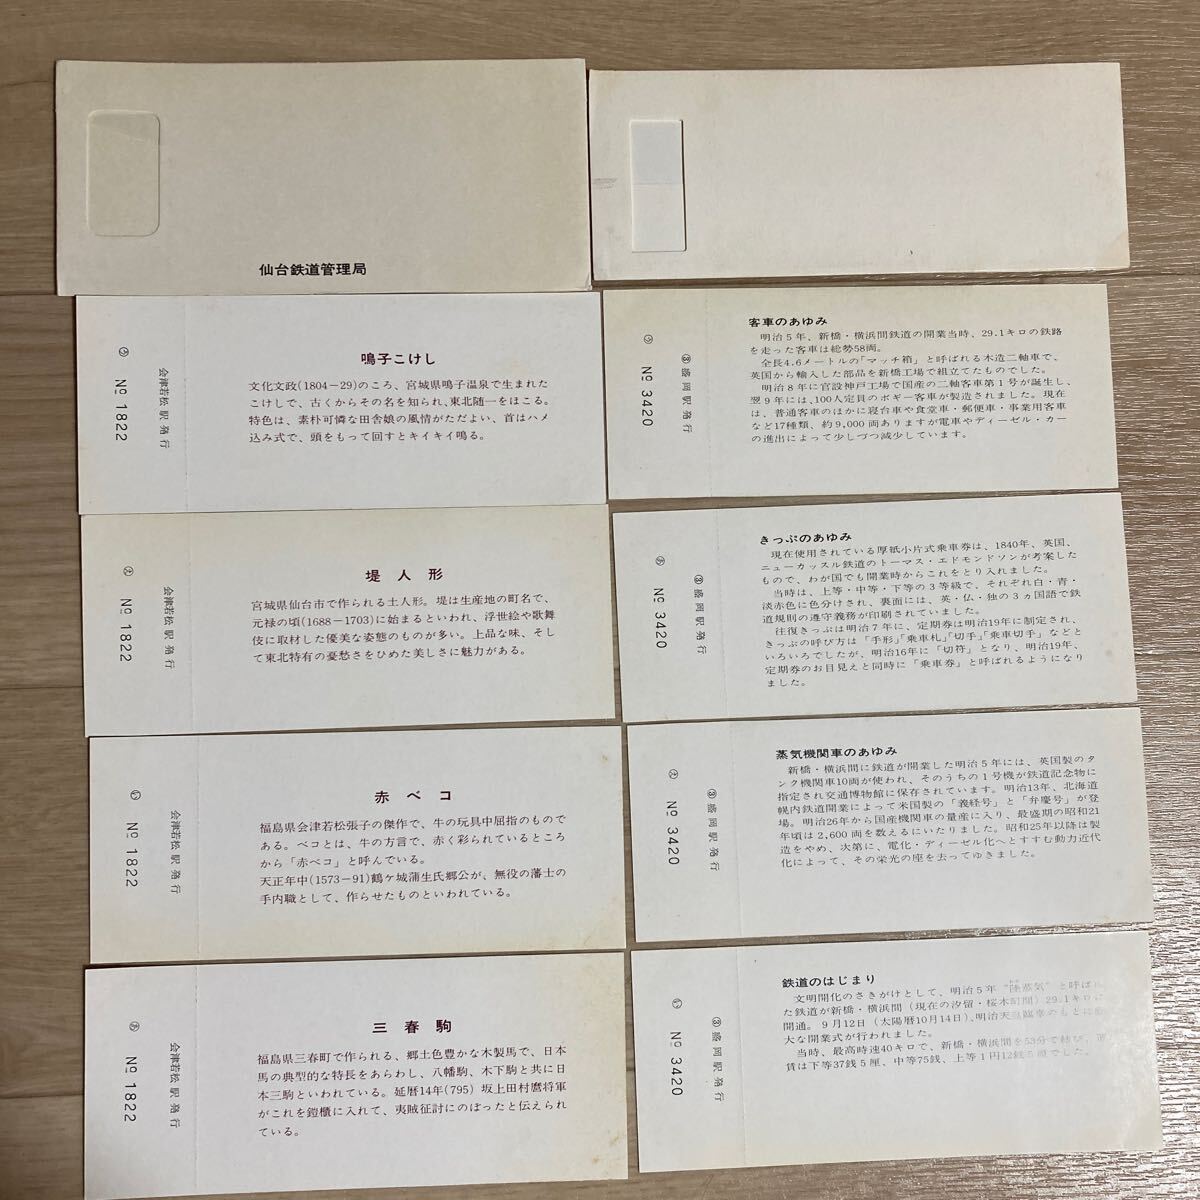 仙台鉄道管理局
鳴子こけし
文化文政(1804－29)のころ、宮城県鳴子温泉で生まれた
こけしで、古くからその名を知られ、東北随一をほこる。
特色は、素朴可憐な田舎娘の風情がただよい、首はハメ
込み式で、頭をもって回すとキイキイ鳴る。
会津若松駅発行
№ 1822
堤人形
宮城県仙台市で作られる土人形。堤は生産地の町名で、
元禄の頃(1688－1703)に始まるといわれ、浮世絵や歌舞
伎に取材した優美な姿態のものが多い。上品な味、そし
て東北特有の憂愁さをひめた美しさに魅力がある。
会津若松駅発行
№ 1822
赤ベコ
福島県会津若松張子の傑作で、牛の玩具中屈指のもので
ある。ベコとは、牛の方言で、赤く彩られているところ
から「赤ベコ」と呼んでいる。
天正年中(1573－91)鶴ケ城蒲生氏郷公が、無役の藩士の
手内職として、作らせたものといわれている。
会津若松駅発行
№ 1822
三春駒
福島県三春町で作られる、郷土色豊かな木製馬で、日本
馬の典型的な特長をあらわし、八幡駒、木下駒と共に日
本三駒といわれている。延暦14年(795) 坂上田村麿将軍
がこれを鎧櫃に入れて、夷賊征討にのぼったと伝えられ
ている。
会津若松駅発行
№ 1822
客車のあゆみ
明治5年、新橋・横浜間鉄道の開業当時、29.1キロの鉄路
を走った客車は総勢58両。
全長4.6メートルの「マッチ箱」と呼ばれる木造二軸車で、
英国から輸入した部品を新橋工場で組立てたものでした。
明治8年に官設神戸工場で国産の二軸客車第1号が誕生し、
翌9年には、100人定員のボギー客車が製造されました。現在
は、普通客車のほかに寝台車や食堂車・郵便車・事業用客車
など17種類、約9,000両ありますが電車やディーゼル・カー
の進出によって少しづつ減少しています。
③盛岡駅発行
№ 3420
きっぷのあゆみ
現在使用されている厚紙小片式乗車券は、1840年、英国、
ニューカッスル鉄道のトーマス・エドモンドソンが考案した
もので、わが国でも開業時からこれをとり入れました。
当時は、上等・中等・下等の3等級で、それぞれ白・青・
淡赤色に色分けされ、裏面には、英・仏・独の3ヵ国語で鉄
道規則の遵守義務が印刷されていました。
往復きっぷは明治7年に、定期券は明治19年に制定され、
きっぷの呼び方は「手形」「乗車札」「切手」「乗車切手」などと
いろいろでしたが、明治16年に「切符」となり、明治19年、
定期券のお目見えと同時に「乗車券」と呼ばれるようになり
ました。
③盛岡駅発行
№ 3420
蒸気機関車のあゆみ
新橋・横浜間に鉄道が開業した明治5年には、英国製のタ
ンク機関車10両が使われ、そのうちの1号機が鉄道記念物に
指定され交通博物館に保存されています。明治13年、北海道
幌内鉄道開業によって米国製の「義経号」と「弁慶号」が登
場。明治26年から国産機関車の量産に入り、最盛期の昭和21
年頃は2,600両を数えるにいたりました。昭和25年以降は製
造をやめ、次第に、電化・ディーゼル化へとすすむ動力近代
化によって、その栄光の座を去ってゆきました。
③盛岡駅発行
№ 3420
鉄道のはじまり
文明開化のさきがけとして、明治5年“陸蒸気”と呼ばれ
た鉄道が新橋・横浜間(現在の汐留・桜木町間)29.1キロに
開通。9月12日(太陽暦10月14日)、明治天皇臨車のもとに
大な開業式が行われました。
当時、最高時速40キロで、新橋・横浜間を53分で結び、運
賃は下等37銭5厘、中等75銭、上等1円12銭5厘でした。
③盛岡駅発行
№ 3420